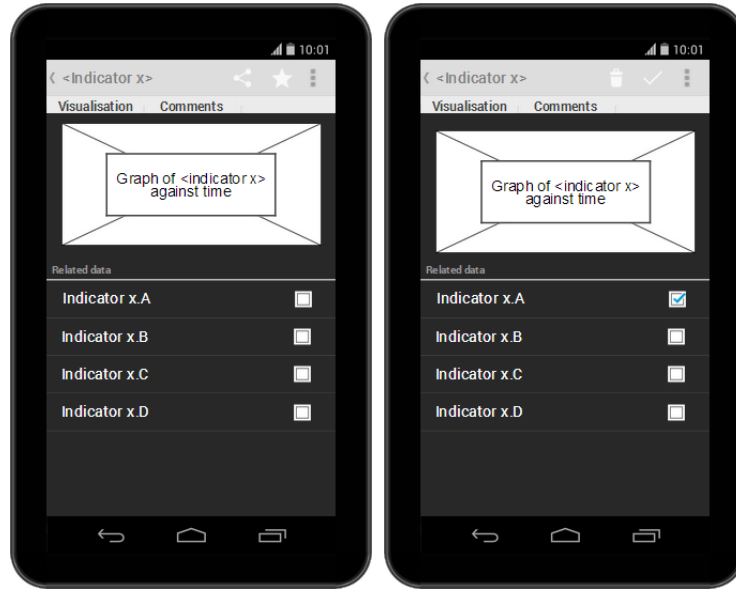 10:01
<Indicator x>
Visualisation Comments
Graph of <indicator x>
against time
Related data
Indicator x.A
Indicator x.B
Indicator x.C
Indicator x.D
10:01
<Indicator x>
Visualisation Comments
Graph of <indicator x>
against time
Related data
Indicator x.A
Indicator x.B
Indicator x.C
Indicator x.D